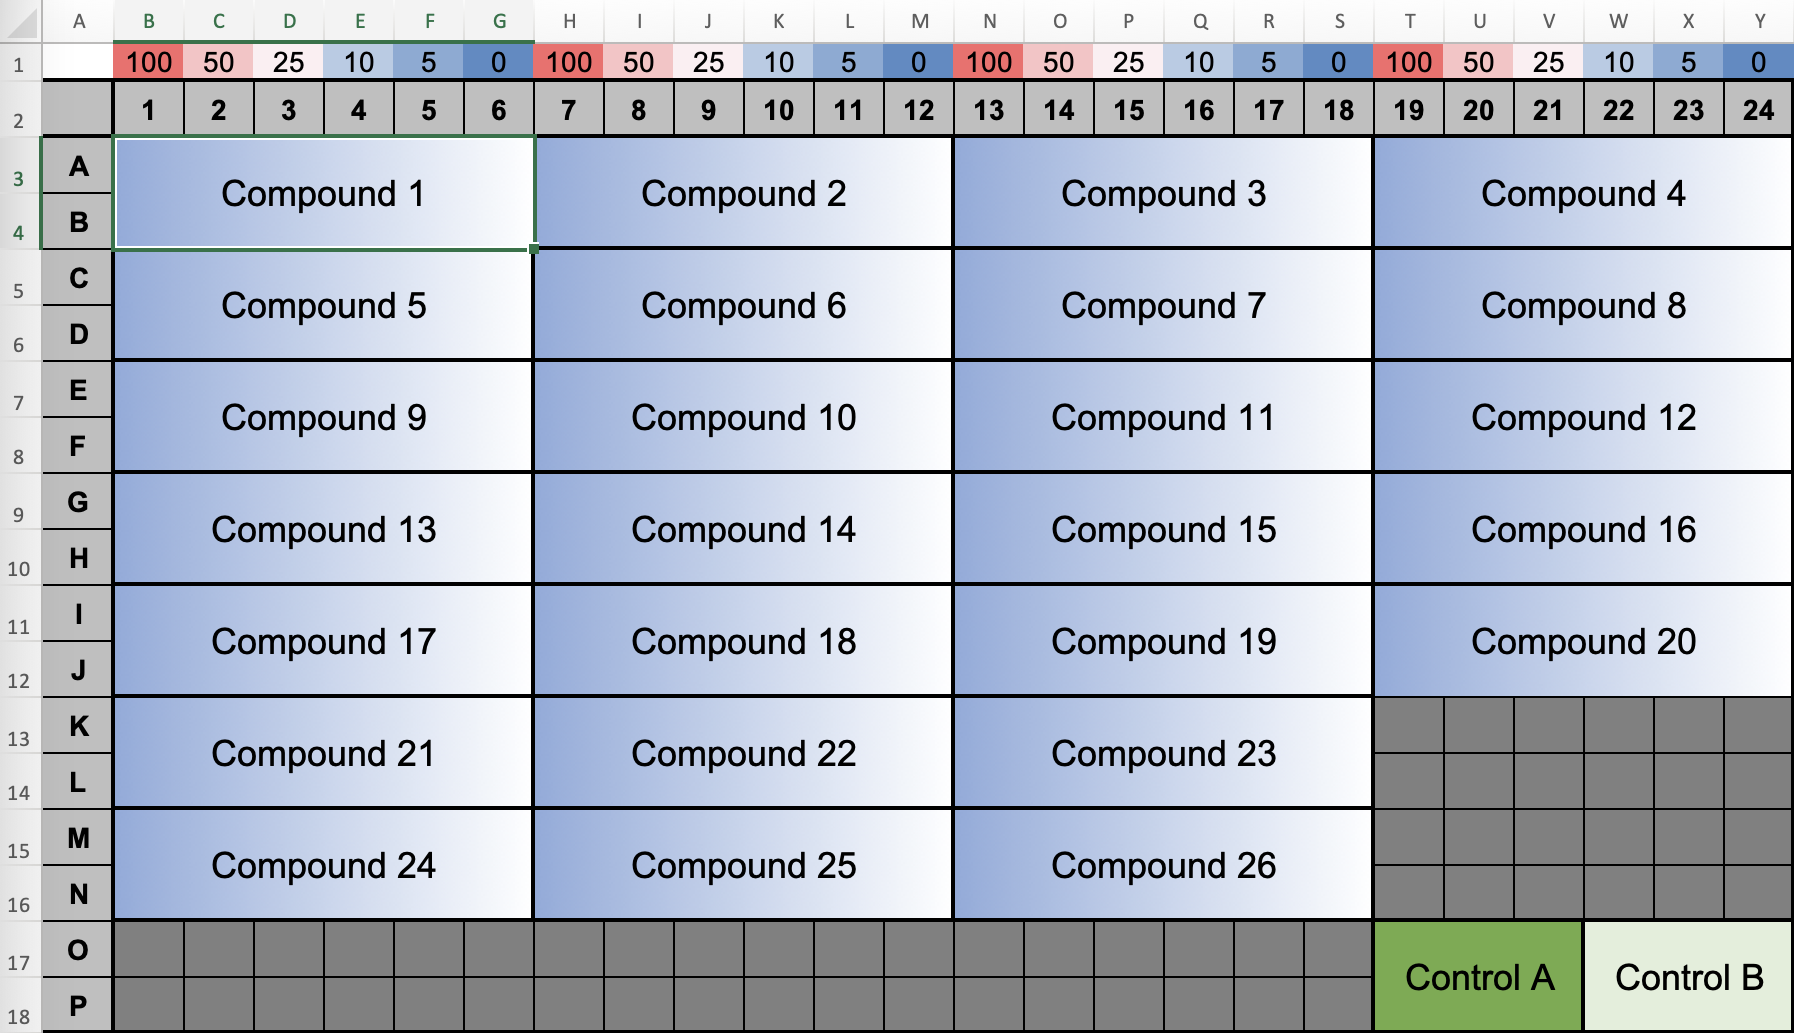 A B C D E F G H I J K L M N O P Q R S T U V W X Y
1 100 50 25 10 5 0 100 50 25 10 5 0 100 50 25 10 5 0 100 50 25 10 5 0
2 1 2 3 4 5 6 7 8 9 10 11 12 13 14 15 16 17 18 19 20 21 22 23 24
3 A Compound 1 Compound 2 Compound 3 Compound 4
4 B
5 C Compound 5 Compound 6 Compound 7 Compound 8
6 D
7 E Compound 9 Compound 10 Compound 11 Compound 12
8 F
9 G Compound 13 Compound 14 Compound 15 Compound 16
10 H
11 I Compound 17 Compound 18 Compound 19 Compound 20
12 J
13 K Compound 21 Compound 22 Compound 23
14 L
15 M Compound 24 Compound 25 Compound 26
16 N
17 O Control A Control B
18 P